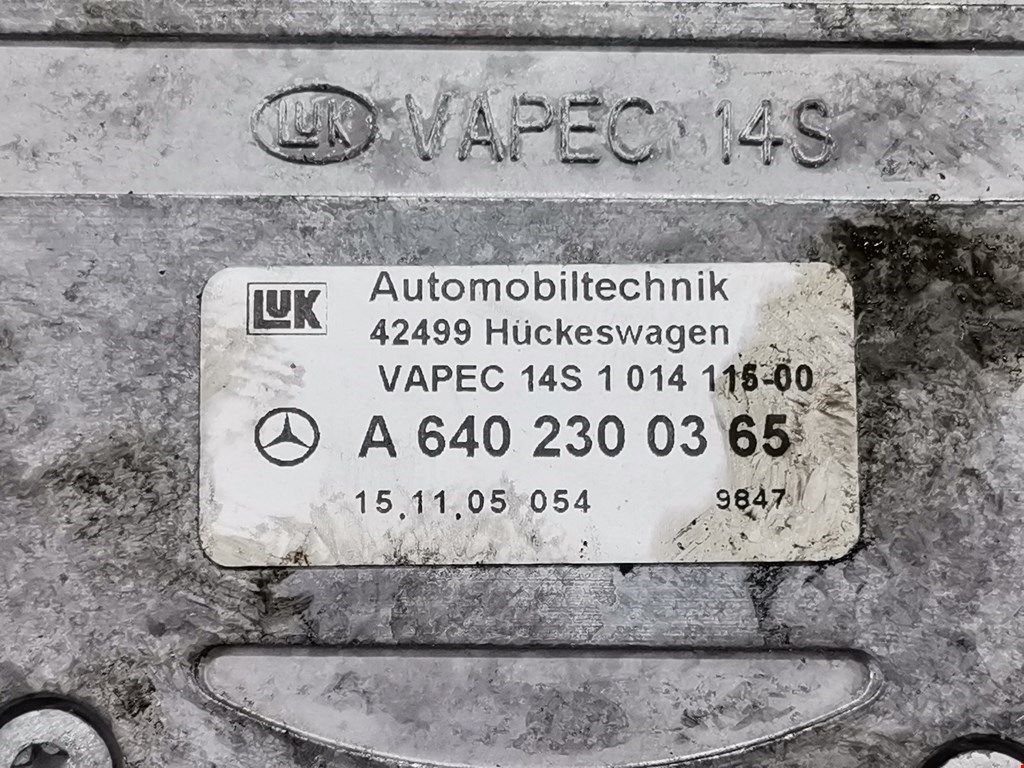 LUK VAPEC 14S
LUK Automobiltechnik
42499 Hückeswagen
VAPEC 14S 1 014 115-00
A 640 230 03 65
15.11.05 054 9847